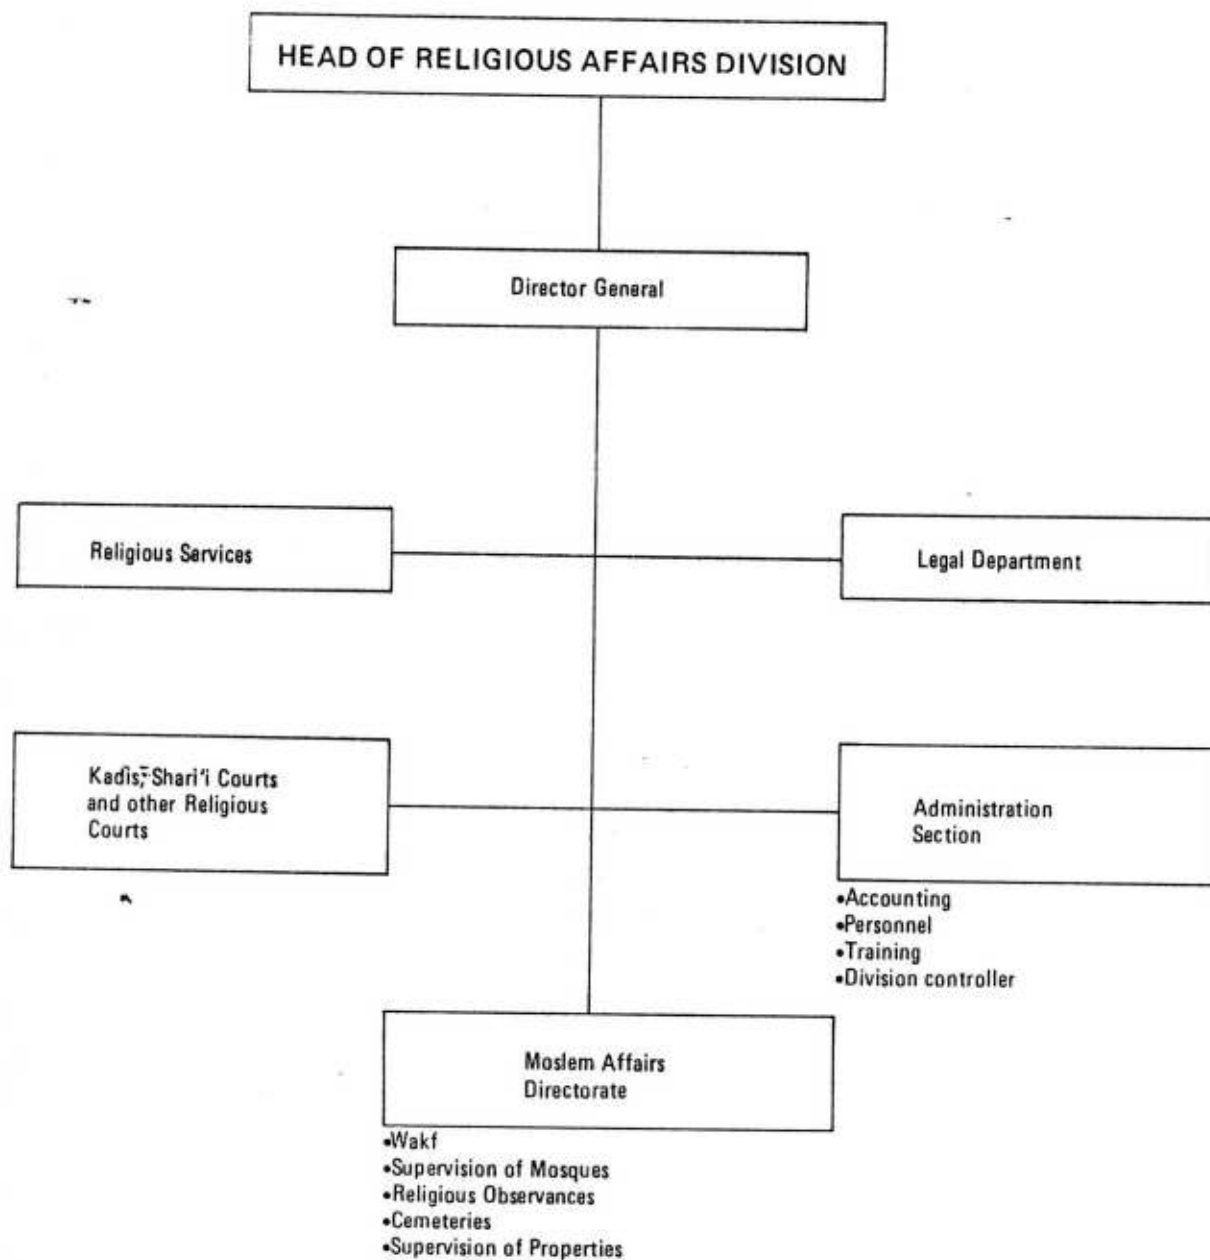 HEAD OF RELIGIOUS AFFAIRS DIVISION
Director General
Religious Services
Legal Department
Kadis, Shari'i Courts
and other Religious
Courts
Administration
Section
•Accounting
•Personnel
•Training
•Division controller
Moslem Affairs
Directorate
•Wakf
•Supervision of Mosques
•Religious Observances
•Cemeteries
•Supervision of Properties